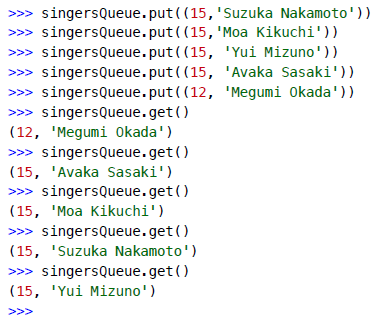 >>> singersQueue.put((15,'Suzuka Nakamoto'))
>>> singersQueue.put((15,'Moa Kikuchi'))
>>> singersQueue.put((15, 'Yui Mizuno'))
>>> singersQueue.put((15, 'Avaka Sasaki'))
>>> singersQueue.put((12, 'Megumi Okada'))
>>> singersQueue.get()
(12, 'Megumi Okada')
>>> singersQueue.get()
(15, 'Avaka Sasaki')
>>> singersQueue.get()
(15, 'Moa Kikuchi')
>>> singersQueue.get()
(15, 'Suzuka Nakamoto')
>>> singersQueue.get()
(15, 'Yui Mizuno')
>>>